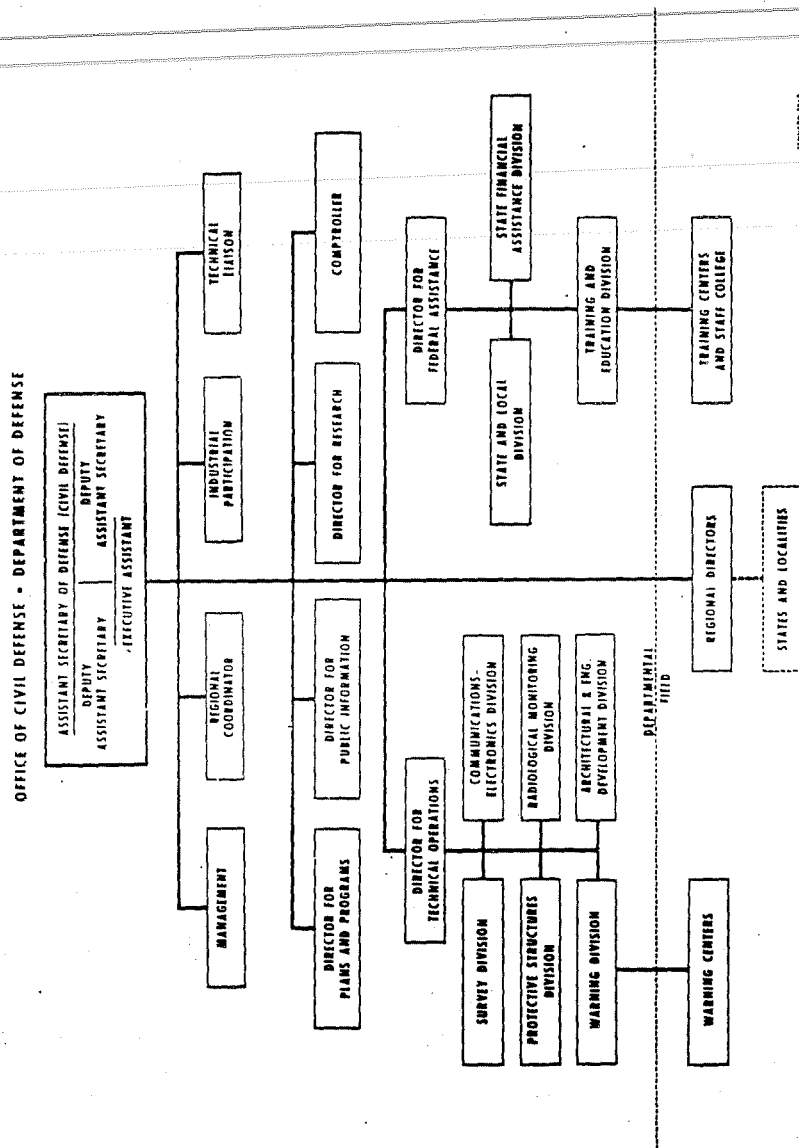 OFFICE OF CIVIL DEFENSE - DEPARTMENT OF DEFENSE
ASSISTANT SECRETARY OF DEFENSE (CIVIL DEFENSE)
DEPUTY
ASSISTANT SECRETARY
DEPUTY
ASSISTANT SECRETARY
EXECUTIVE ASSISTANT
MANAGEMENT
REGIONAL
COORDINATOR
INDUSTRIAL
PARTICIPATION
TECHNICAL
LIAISON
DIRECTOR FOR
PLANS AND PROGRAMS
DIRECTOR FOR
PUBLIC INFORMATION
DIRECTOR FOR RESEARCH
COMPTROLLER
DIRECTOR FOR
TECHNICAL OPERATIONS
DIRECTOR FOR
FEDERAL ASSISTANCE
SURVEY DIVISION
COMMUNICATIONS-
ELECTRONICS DIVISION
STATE AND LOCAL
DIVISION
STATE FINANCIAL
ASSISTANCE DIVISION
PROTECTIVE STRUCTURES
DIVISION
RADIOLOGICAL MONITORING
DIVISION
WARNING DIVISION
ARCHITECTURAL & ENG.
DEVELOPMENT DIVISION
TRAINING AND
EDUCATION DIVISION
DEPARTMENTAL
FIELD
WARNING CENTERS
REGIONAL DIRECTORS
TRAINING CENTERS
AND STAFF COLLEGE
STATES AND LOCALITIES